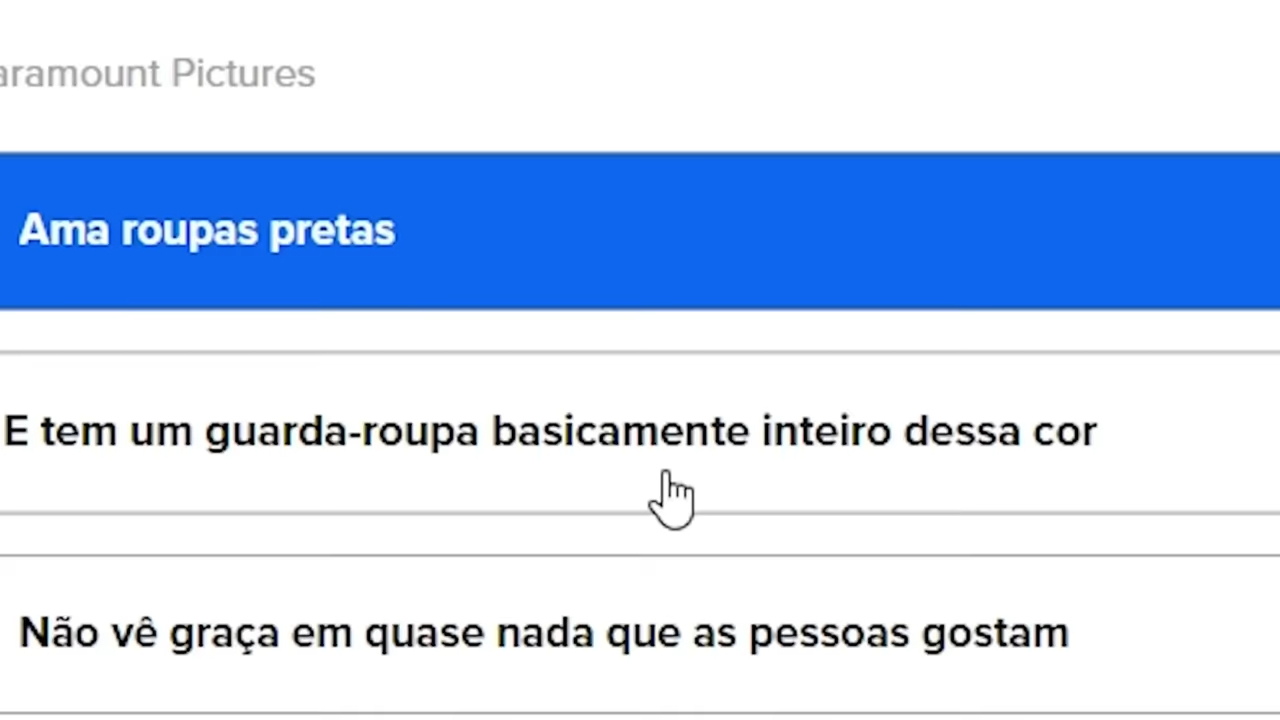 aramount Pictures
Ama roupas pretas
E tem um guarda-roupa basicamente inteiro dessa cor
Não vê graça em quase nada que as pessoas gostam